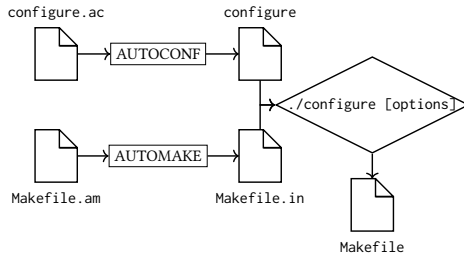 configure.ac
configure
AUTOCONF
./configure [options]
AUTOMAKE
Makefile.am
Makefile.in
Makefile